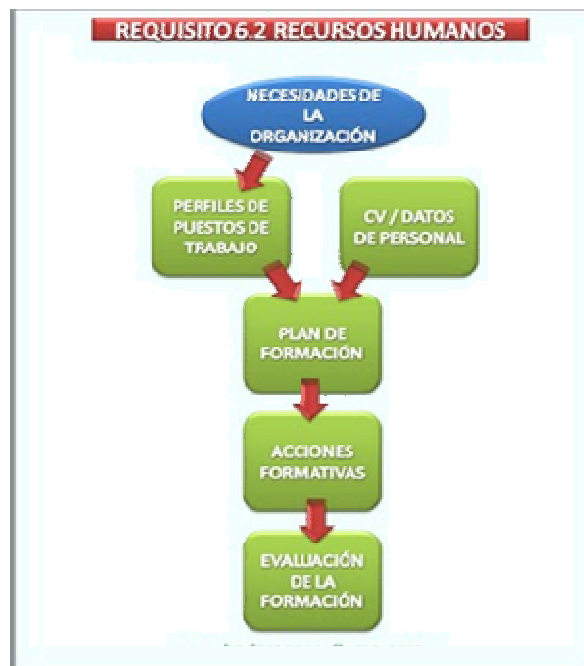 REQUISITO 6.2 RECURSOS HUMANOS
NECESIDADES DE
LA
ORGANIZACIÓN
PERFILES DE
PUESTOS DE
TRABAJO
CV / DATOS
DE PERSONAL
PLAN DE
FORMACIÓN
ACCIONES
FORMATIVAS
EVALUACIÓN
DE LA
FORMACIÓN